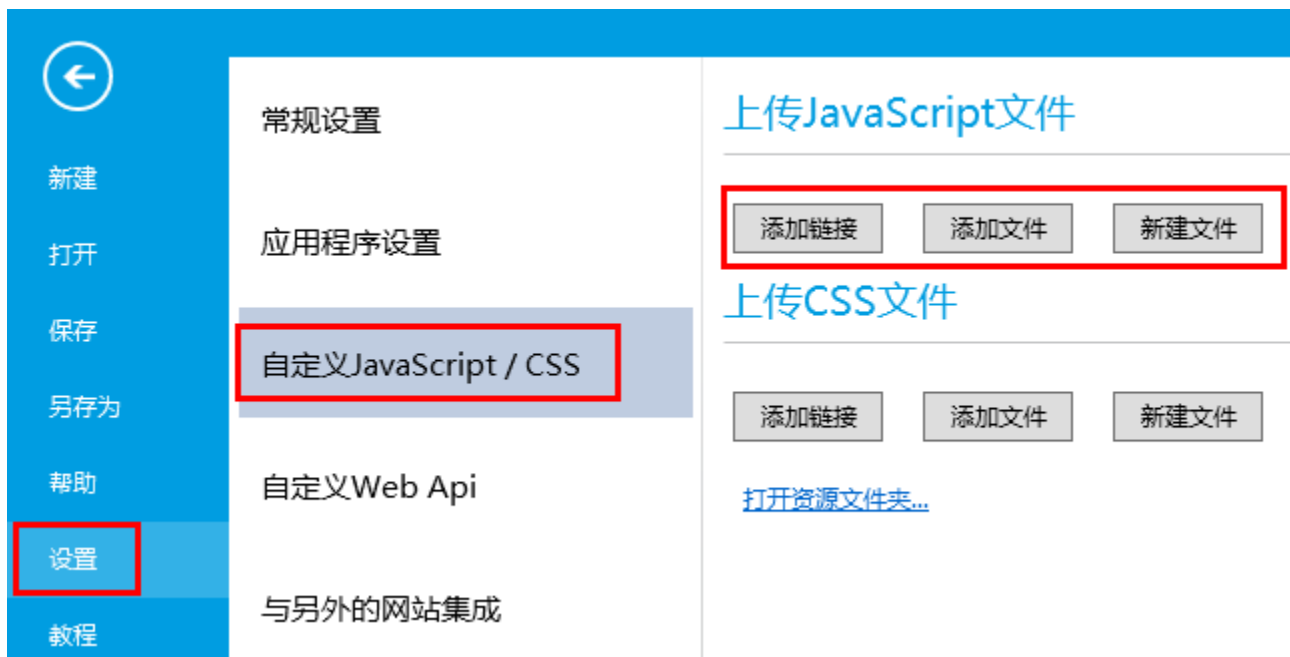 新建
打开
保存
另存为
帮助
设置
教程
常规设置
应用程序设置
自定义JavaScript / CSS
自定义Web Api
与另外的网站集成
上传JavaScript文件
添加链接 添加文件 新建文件
上传CSS文件
添加链接 添加文件 新建文件
打开资源文件夹...